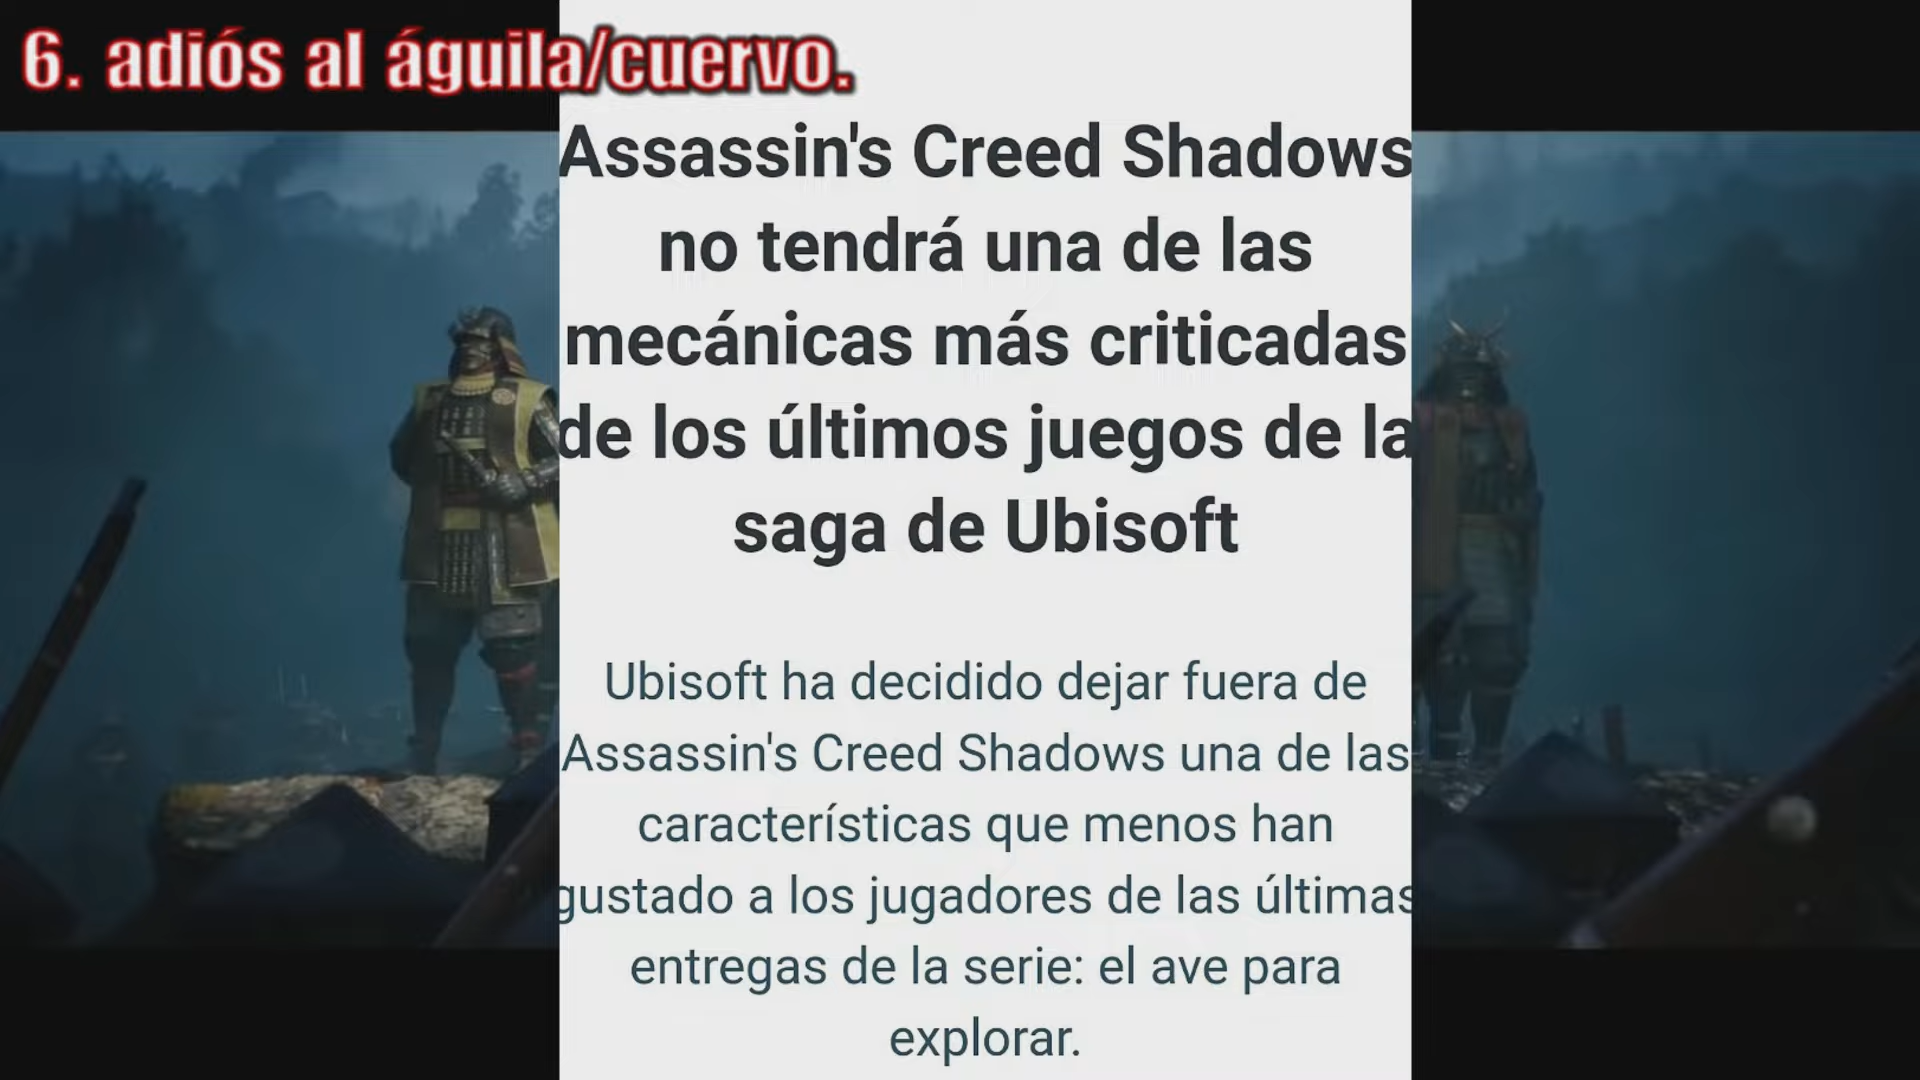 6. adiós al águila/cuervo.
Assassin's Creed Shadows
no tendrá una de las
mecánicas más criticadas
de los últimos juegos de la
saga de Ubisoft
Ubisoft ha decidido dejar fuera de
Assassin's Creed Shadows una de las
características que menos han
gustado a los jugadores de las últimas
entregas de la serie: el ave para
explorar.